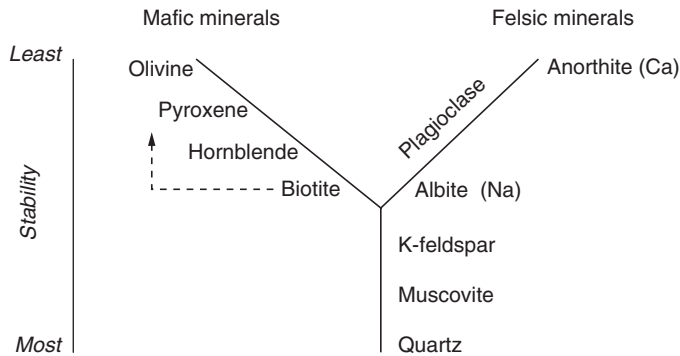 Mafic minerals
Felsic minerals
Least
Olivine
Anorthite (Ca)
Pyroxene
Plagioclase
Hornblende
Stability
Biotite
Albite (Na)
K-feldspar
Muscovite
Most
Quartz